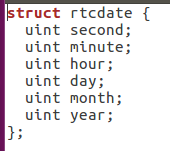 struct rtcdate {
  uint second;
  uint minute;
  uint hour;
  uint day;
  uint month;
  uint year;
};